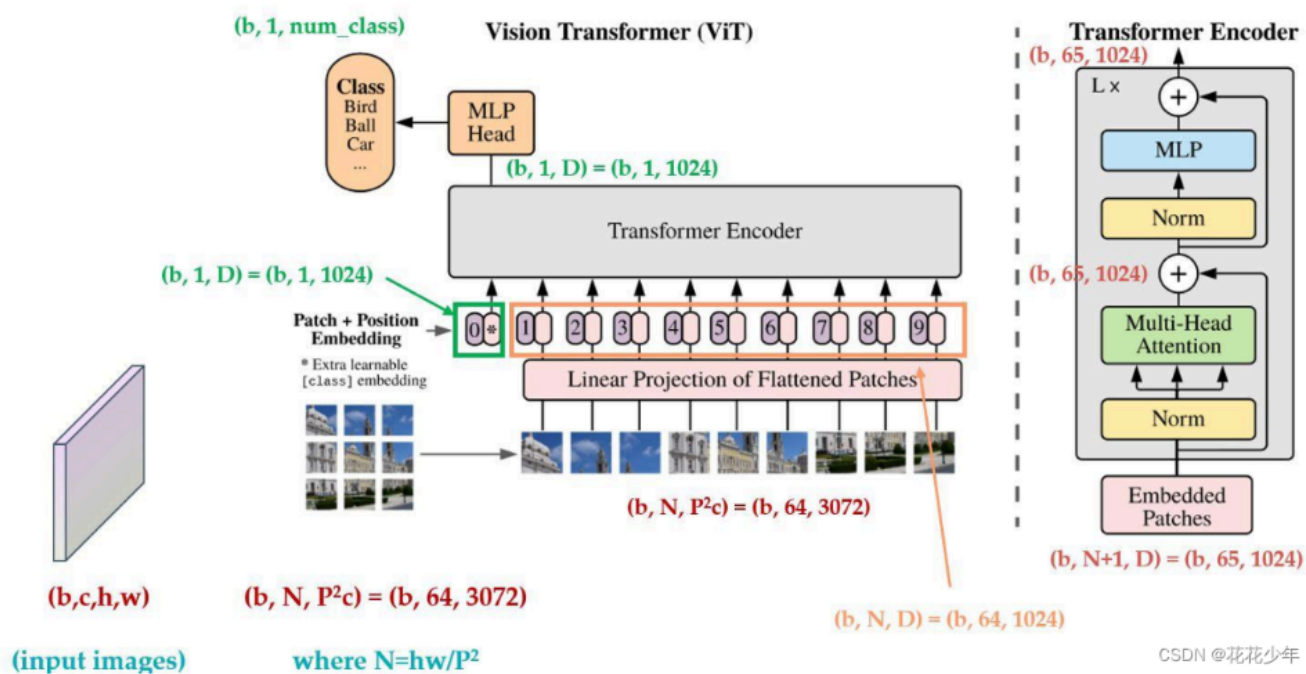 (b, 1, num_class)
Vision Transformer (ViT)
Class
Bird
Ball
Car
...
MLP
Head
(b, 1, D) = (b, 1, 1024)
Transformer Encoder
(b, 1, D) = (b, 1, 1024)
Patch + Position
Embedding
* Extra learnable
[class] embedding
0 * 1 2 3 4 5 6 7 8 9
Linear Projection of Flattened Patches
(b, N, P²c) = (b, 64, 3072)
(b,c,h,w)
(b, N, P²c) = (b, 64, 3072)
(b, N, D) = (b, 64, 1024)
(input images)
where N=hw/P²
Transformer Encoder
(b, 65, 1024)
L ×
+
MLP
Norm
(b, 65, 1024)
+
Multi-Head
Attention
Norm
Embedded
Patches
(b, N+1, D) = (b, 65, 1024)
CSDN @花花少年